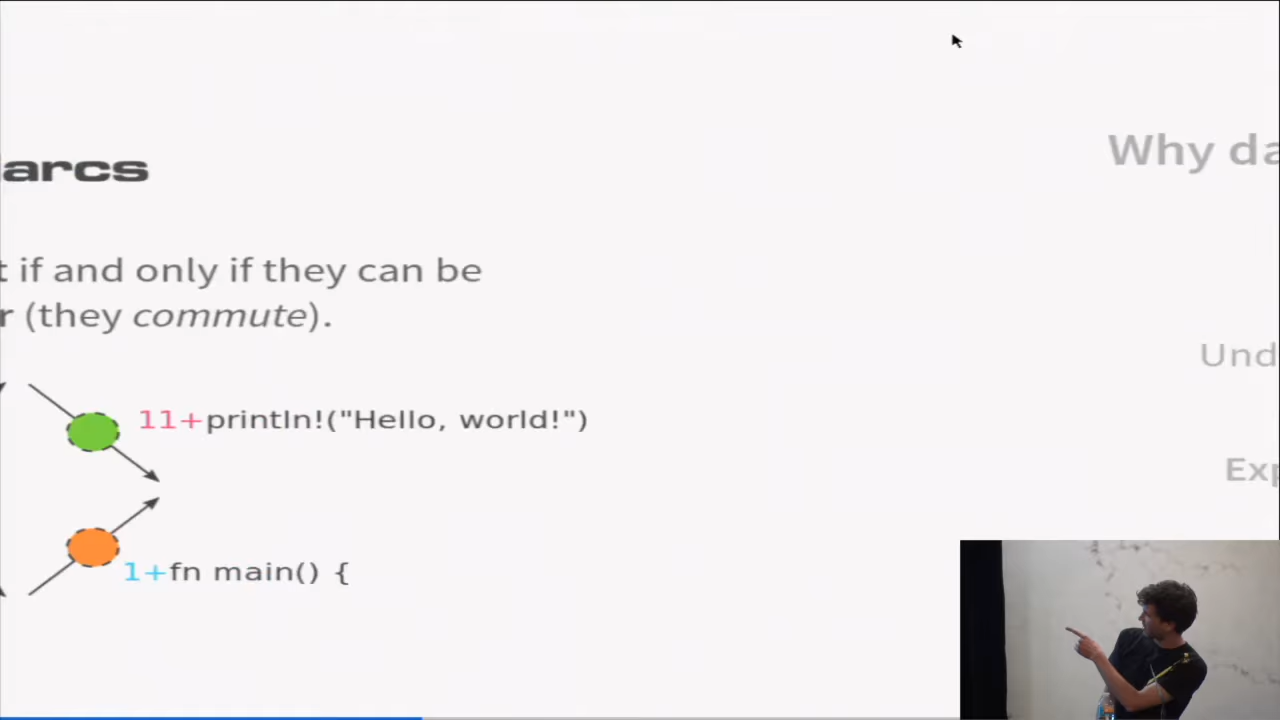 arcs
t if and only if they can be
r (they commute).
11+println!("Hello, world!")
1+fn main() {
Why da
Und
Exp